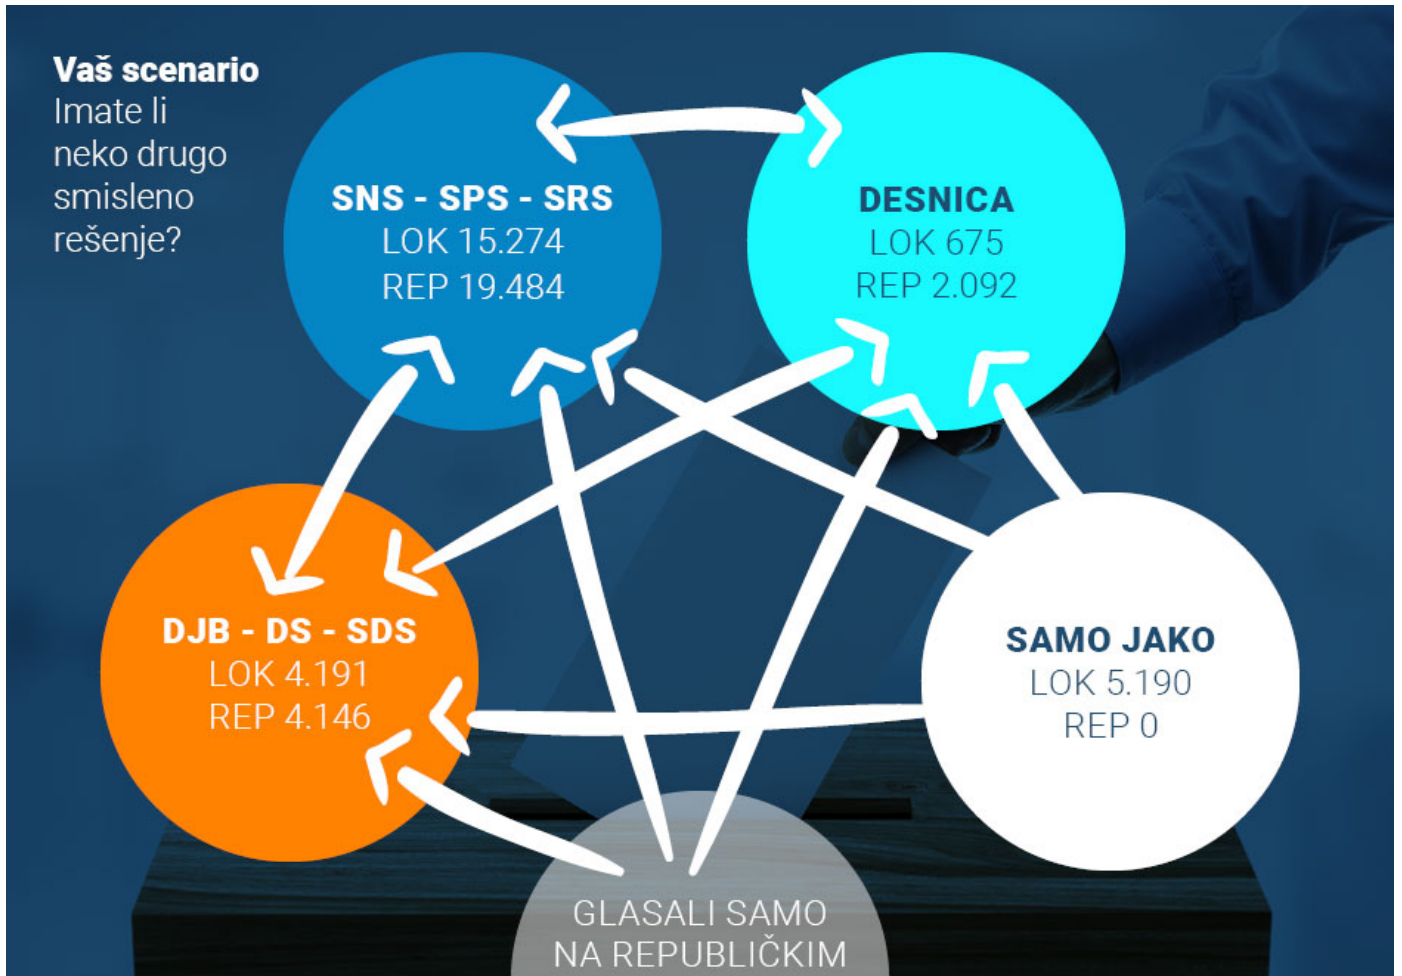 Vaš scenario
Imate li
neko drugo
smisleno
rešenje?
SNS - SPS - SRS
LOK 15.274
REP 19.484
DESNICA
LOK 675
REP 2.092
DJB - DS - SDS
LOK 4.191
REP 4.146
SAMO JAKO
LOK 5.190
REP 0
GLASALI SAMO
NA REPUBLIČKIM